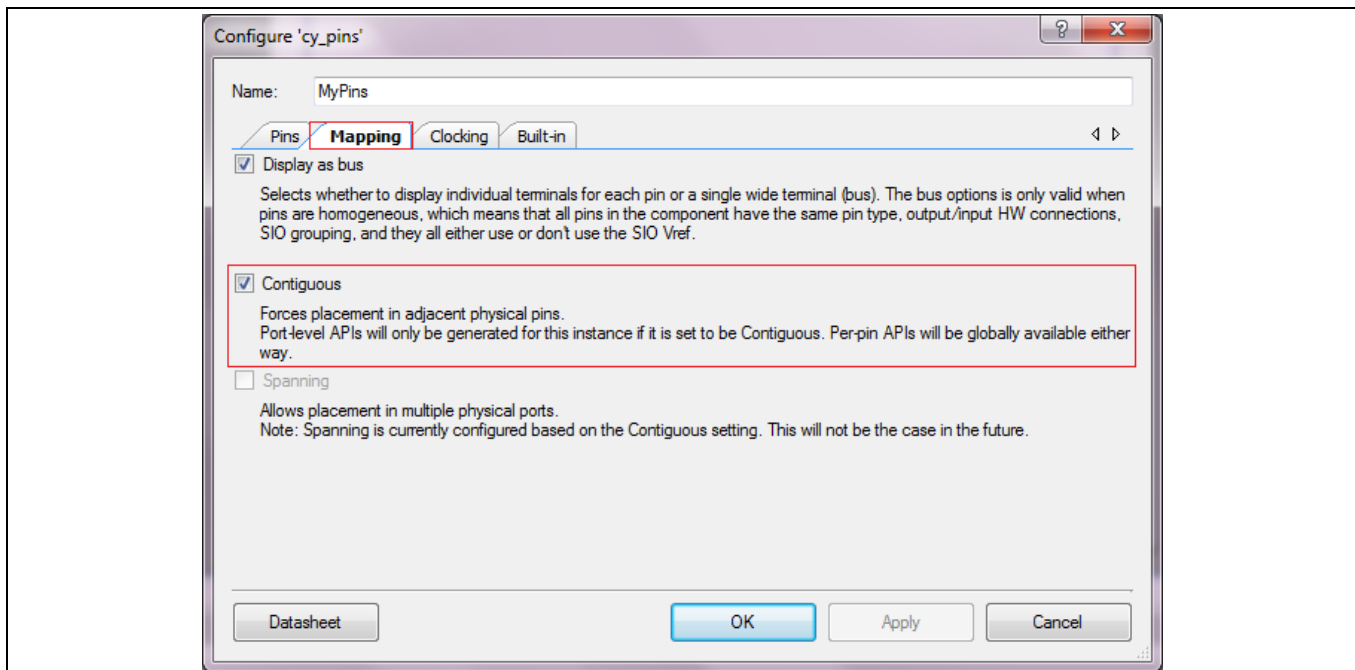 Configure 'cy_pins'
Name: MyPins
Pins Mapping Clocking Built-in
Display as bus
Selects whether to display individual terminals for each pin or a single wide terminal (bus). The bus options is only valid when
pins are homogeneous, which means that all pins in the component have the same pin type, output/input HW connections,
SIO grouping, and they all either use or don't use the SIO Vref.
Contiguous
Forces placement in adjacent physical pins.
Port-level APIs will only be generated for this instance if it is set to be Contiguous. Per-pin APIs will be globally available either
way.
Spanning
Allows placement in multiple physical ports.
Note: Spanning is currently configured based on the Contiguous setting. This will not be the case in the future.
Datasheet OK Apply Cancel